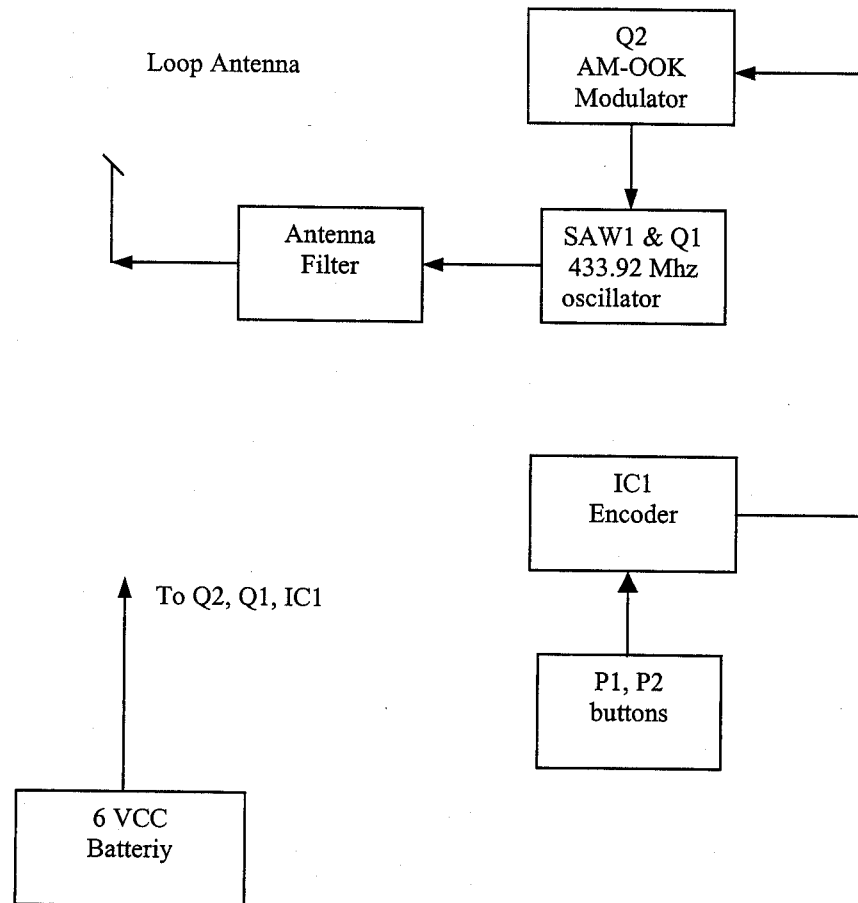 Loop Antenna
Q2
AM-OOK
Modulator
Antenna
Filter
SAW1 & Q1
433.92 Mhz
oscillator
IC1
Encoder
To Q2, Q1, IC1
P1, P2
buttons
6 VCC
Batteriy